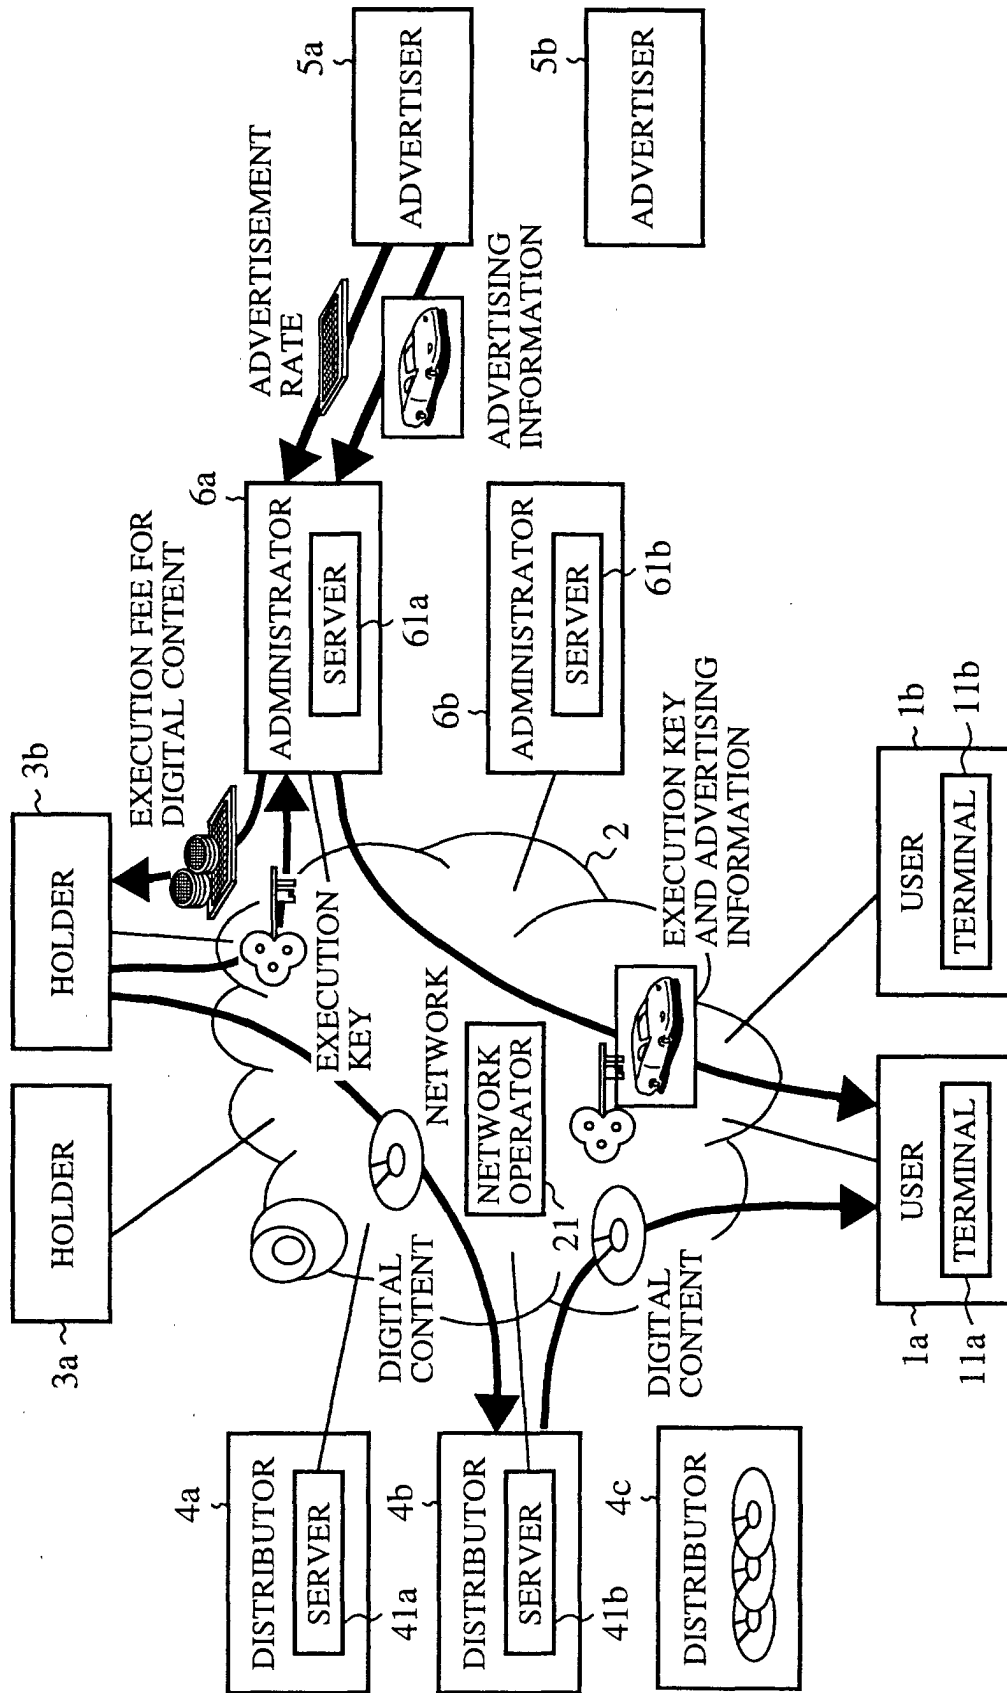 3a
HOLDER
3b
HOLDER
EXECUTION FEE FOR
DIGITAL CONTENT
6a
ADMINISTRATOR
SERVER
61a
ADVERTISEMENT
RATE
5a
ADVERTISER
ADVERTISING
INFORMATION
5b
ADVERTISER
4a
DISTRIBUTOR
SERVER
41a
DIGITAL
CONTENT
EXECUTION
KEY
NETWORK
NETWORK
OPERATOR
21
2
6b
ADMINISTRATOR
SERVER
61b
4b
DISTRIBUTOR
SERVER
41b
4c
DISTRIBUTOR
DIGITAL
CONTENT
EXECUTION KEY
AND ADVERTISING
INFORMATION
1a
USER
TERMINAL
11a
1b
USER
TERMINAL
11b